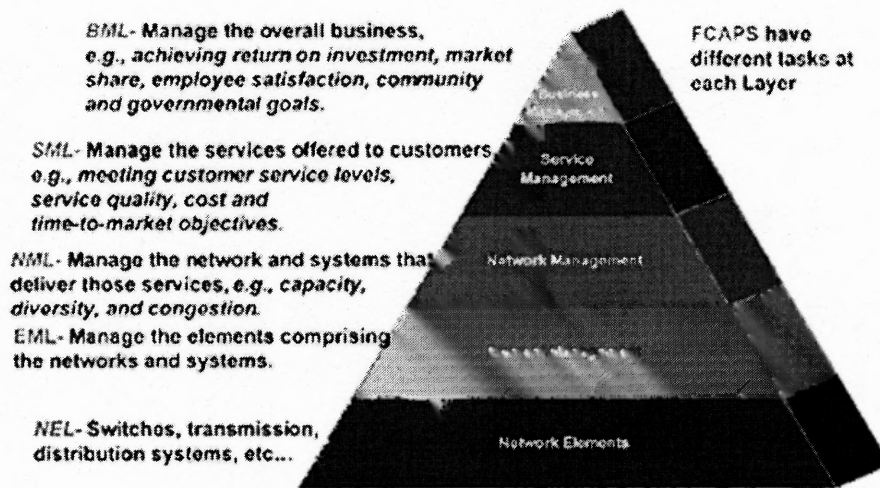 BML- Manage the overall business,
e.g., achieving return on investment, market
share, employee satisfaction, community
and governmental goals.
FCAPS have
different tasks at
each Layer
Business
SML- Manage the services offered to customers,
e.g., meeting customer service levels,
service quality, cost and
time-to-market objectives.
Service
Management
NML- Manage the network and systems that
deliver those services, e.g., capacity,
diversity, and congestion.
Network Management
EML- Manage the elements comprising
the networks and systems.
NEL- Switches, transmission,
distribution systems, etc...
Network Elements